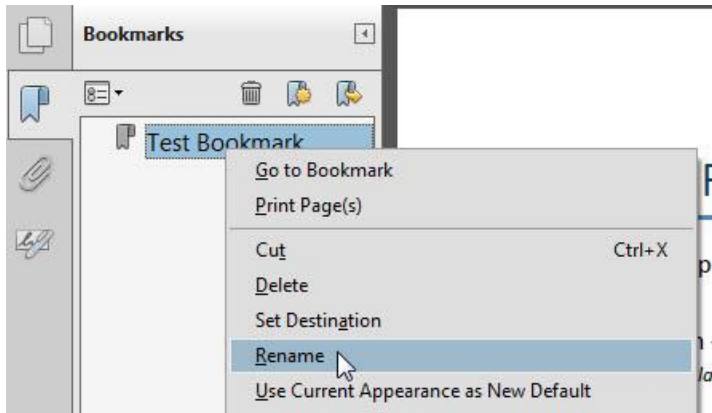 Bookmarks
Test Bookmark
Go to Bookmark
Print Page(s)
Cut Ctrl+X
Delete
Set Destination
Rename
Use Current Appearance as New Default